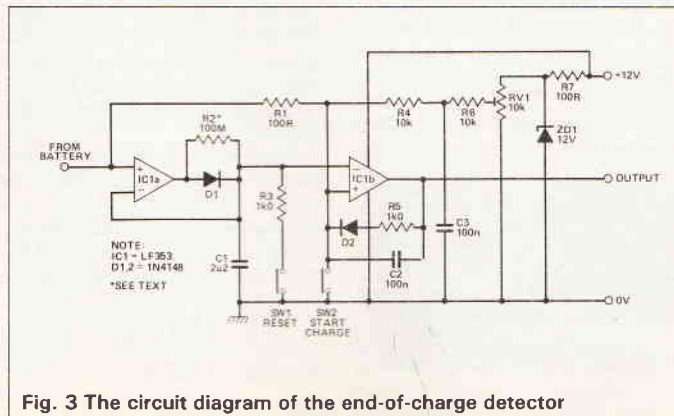 R1
100R
R4
10k
R6
10k
RV1
10k
R7
100R
+12V
R2*
100M
FROM
BATTERY
+
−
IC1a
D1
−
+
IC1b
ZD1
12V
OUTPUT
R3
1k0
D2
R5
1k0
C3
100n
NOTE:
IC1 = LF353
D1,2 = 1N4148
*SEE TEXT
C1
2u2
C2
100n
SW1
RESET
SW2
START
CHARGE
0V
Fig. 3 The circuit diagram of the end-of-charge detector